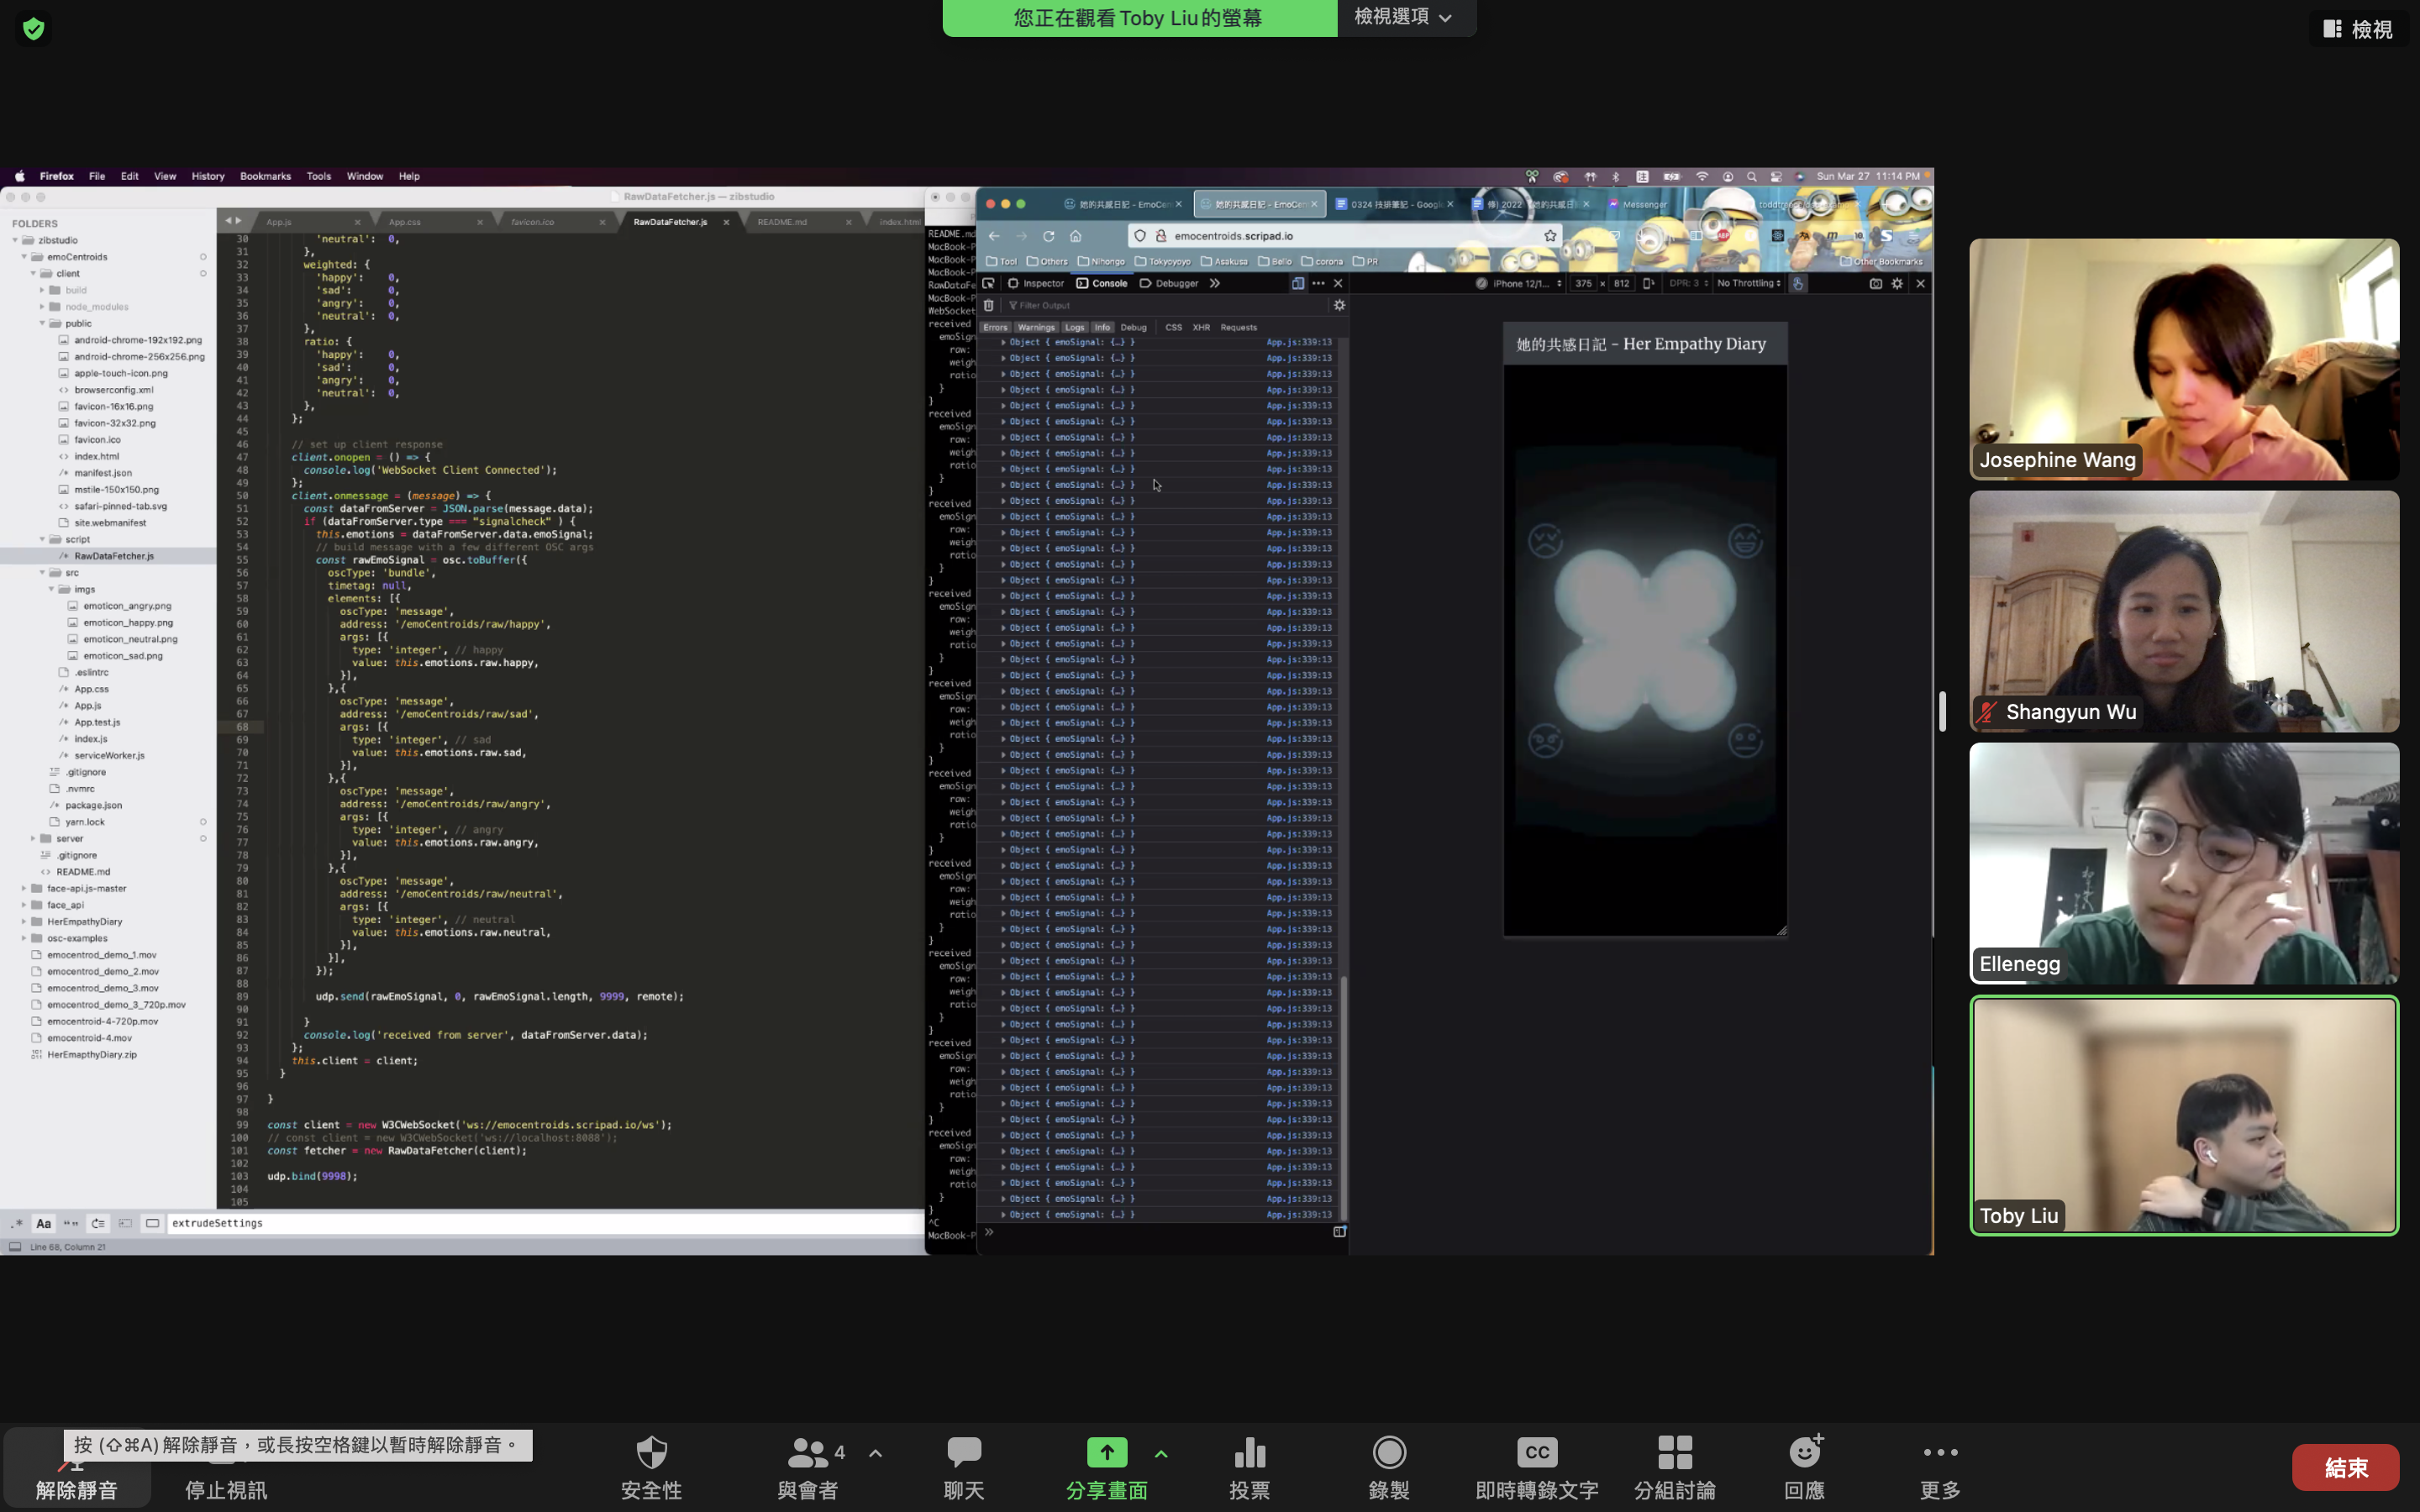 您正在觀看Toby Liu的螢幕
檢視選項
檢視
Firefox File Edit View History Bookmarks Tools Window Help
Sun Mar 27 11:14 PM
RawDataFetcher.js — zibstudio
FOLDERS
zibstudio
emoCentroids
client
build
node_modules
public
android-chrome-192x192.png
android-chrome-256x256.png
apple-touch-icon.png
browserconfig.xml
favicon-16x16.png
favicon-32x32.png
favicon.ico
index.html
manifest.json
mstile-150x150.png
safari-pinned-tab.svg
site.webmanifest
script
RawDataFetcher.js
src
imgs
emoticon_angry.png
emoticon_happy.png
emoticon_neutral.png
emoticon_sad.png
.eslintrc
App.css
App.js
App.test.js
index.js
serviceWorker.js
.gitignore
.nvmrc
package.json
yarn.lock
server
.gitignore
README.md
face-api.js-master
face_api
HerEmpathyDiary
osc-examples
emocentrod_demo_1.mov
emocentrod_demo_2.mov
emocentrod_demo_3.mov
emocentrod_demo_3_720p.mov
emocentroid-4-720p.mov
emocentroid-4.mov
HerEmapthyDiary.zip
App.js App.css favicon.ico RawDataFetcher.js README.md index.html
30 'neutral': 0,
31 },
32 weighted: {
33 'happy': 0,
34 'sad': 0,
35 'angry': 0,
36 'neutral': 0,
37 },
38 ratio: {
39 'happy': 0,
40 'sad': 0,
41 'angry': 0,
42 'neutral': 0,
43 },
44 };
45
46 // set up client response
47 client.onopen = () => {
48 console.log('WebSocket Client Connected');
49 };
50 client.onmessage = (message) => {
51 const dataFromServer = JSON.parse(message.data);
52 if (dataFromServer.type === "signalcheck" ) {
53 this.emotions = dataFromServer.data.emoSignal;
54 // build message with a few different OSC args
55 const rawEmoSignal = osc.toBuffer({
56 oscType: 'bundle',
57 timetag: null,
58 elements: [{
59 oscType: 'message',
60 address: '/emoCentroids/raw/happy',
61 args: [{
62 type: 'integer', // happy
63 value: this.emotions.raw.happy,
64 }],
65 },{
66 oscType: 'message',
67 address: '/emoCentroids/raw/sad',
68 args: [{
69 type: 'integer', // sad
70 value: this.emotions.raw.sad,
71 }],
72 },{
73 oscType: 'message',
74 address: '/emoCentroids/raw/angry',
75 args: [{
76 type: 'integer', // angry
77 value: this.emotions.raw.angry,
78 }],
79 },{
80 oscType: 'message',
81 address: '/emoCentroids/raw/neutral',
82 args: [{
83 type: 'integer', // neutral
84 value: this.emotions.raw.neutral,
85 }],
86 }],
87 });
88
89 udp.send(rawEmoSignal, 0, rawEmoSignal.length, 9999, remote);
90
91 }
92 console.log('received from server', dataFromServer.data);
93 };
94 this.client = client;
95 }
96
97 }
98
99 const client = new W3CWebSocket('ws://emocentroids.scripad.io/ws');
100 // const client = new W3CWebSocket('ws://localhost:8088');
101 const fetcher = new RawDataFetcher(client);
102
103 udp.bind(9998);
104
105
Aa extrudeSettings
Line 68, Column 21
她的共感日記 - EmoCen 她的共感日記 - EmoCen 0324 技排筆記 - Google Messenger
emocentroids.scripad.io
Tool Others Nihongo Tokyoyoyo Asakusa Bello corona PR Other Bookmarks
Inspector Console Debugger
iPhone 12/1... 375 × 812 DPR: 3 No Throttling
Filter Output
Errors Warnings Logs Info Debug CSS XHR Requests
Object { emoSignal: {…} } App.js:339:13
她的共感日記 - Her Empathy Diary
Josephine Wang
Shangyun Wu
Ellenegg
Toby Liu
按 (⇧⌘A) 解除靜音，或長按空格鍵以暫時解除靜音。
解除靜音
停止視訊
安全性
與會者 4
聊天
分享畫面
投票
錄製
CC
即時轉錄文字
分組討論
回應
更多
結束